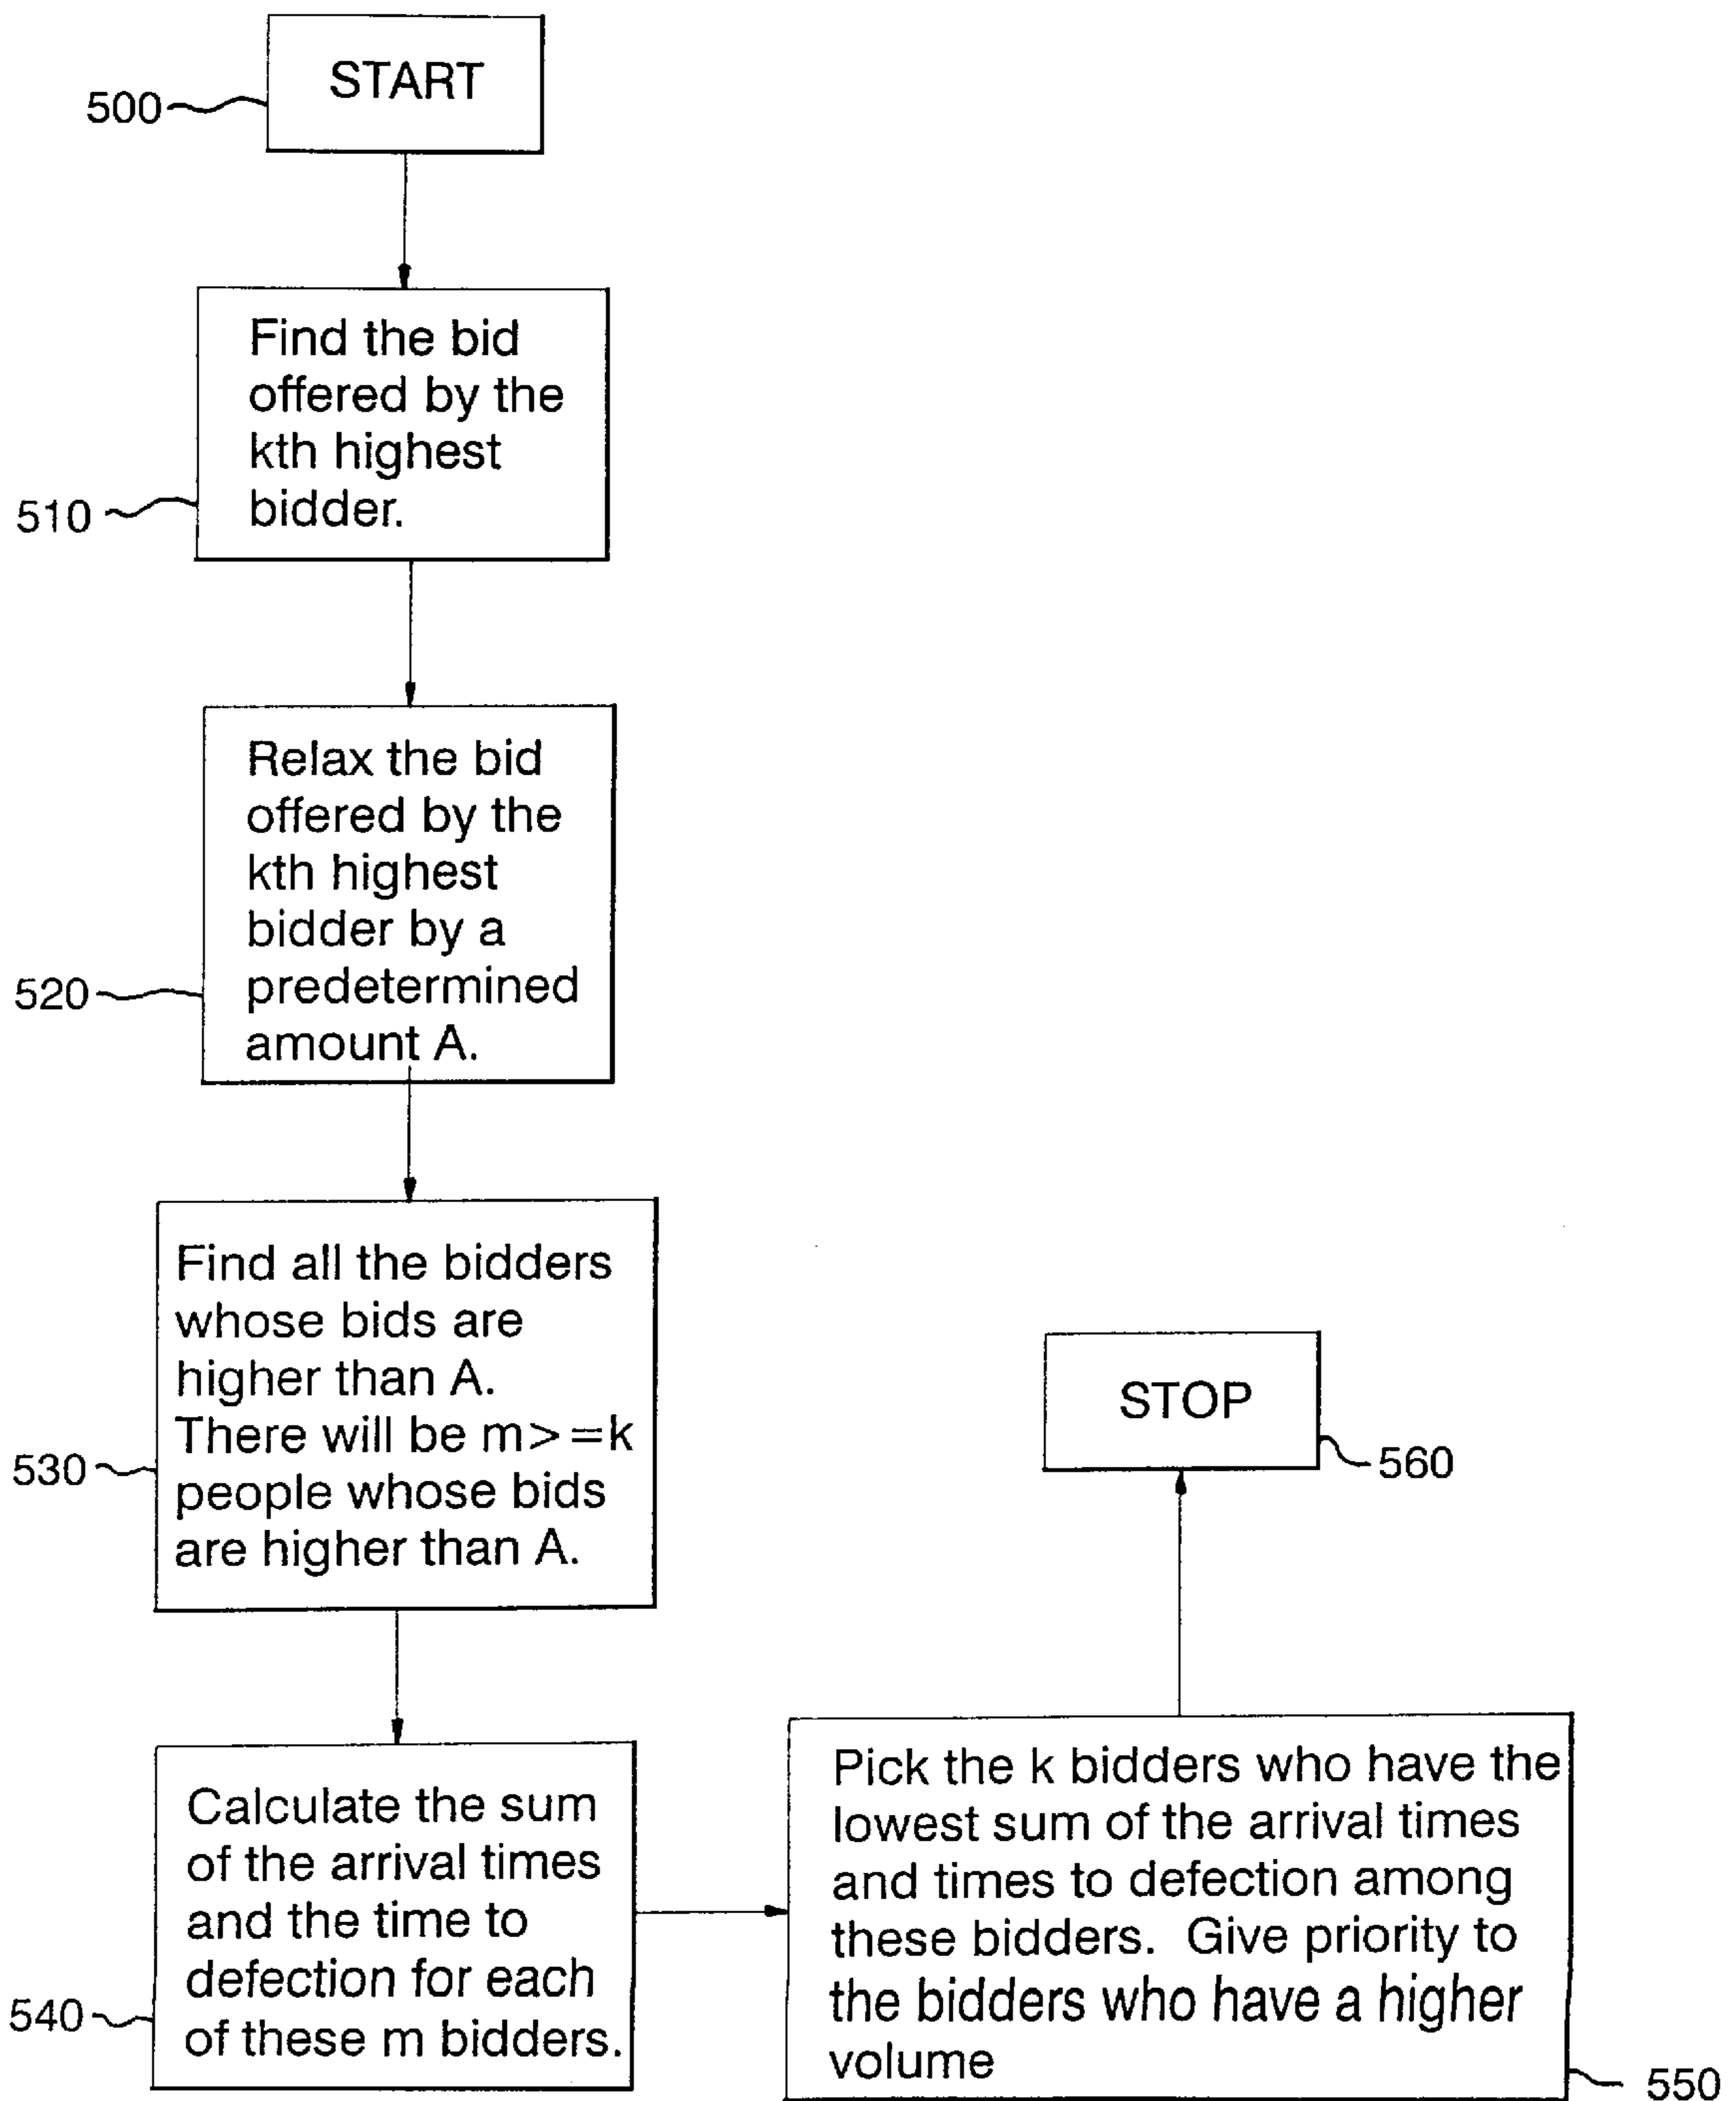 START
500
Find the bid
offered by the
kth highest
bidder.
510
Relax the bid
offered by the
kth highest
bidder by a
predetermined
amount A.
520
Find all the bidders
whose bids are
higher than A.
There will be m>=k
people whose bids
are higher than A.
530
Calculate the sum
of the arrival times
and the time to
defection for each
of these m bidders.
540
Pick the k bidders who have the
lowest sum of the arrival times
and times to defection among
these bidders. Give priority to
the bidders who have a higher
volume
550
STOP
560